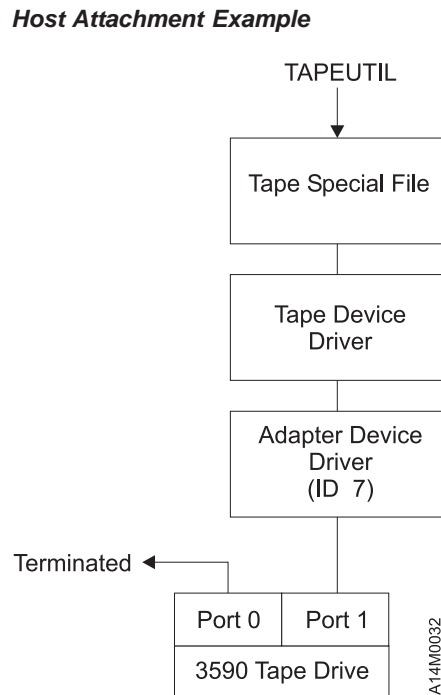 Host Attachment Example
TAPEUTIL
Tape Special File
Tape Device
Driver
Adapter Device
Driver
(ID 7)
Terminated
Port 0
Port 1
3590 Tape Drive
A14M0032